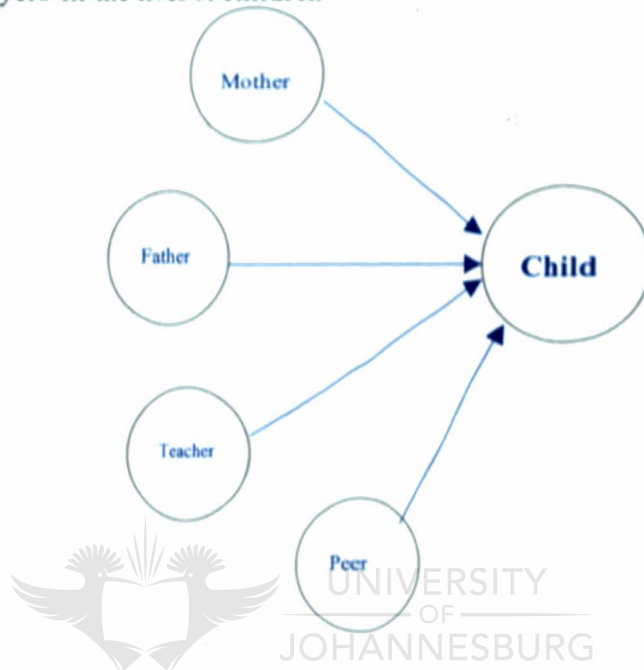 Mother
Father
Child
Teacher
Peer
UNIVERSITY
OF
JOHANNESBURG